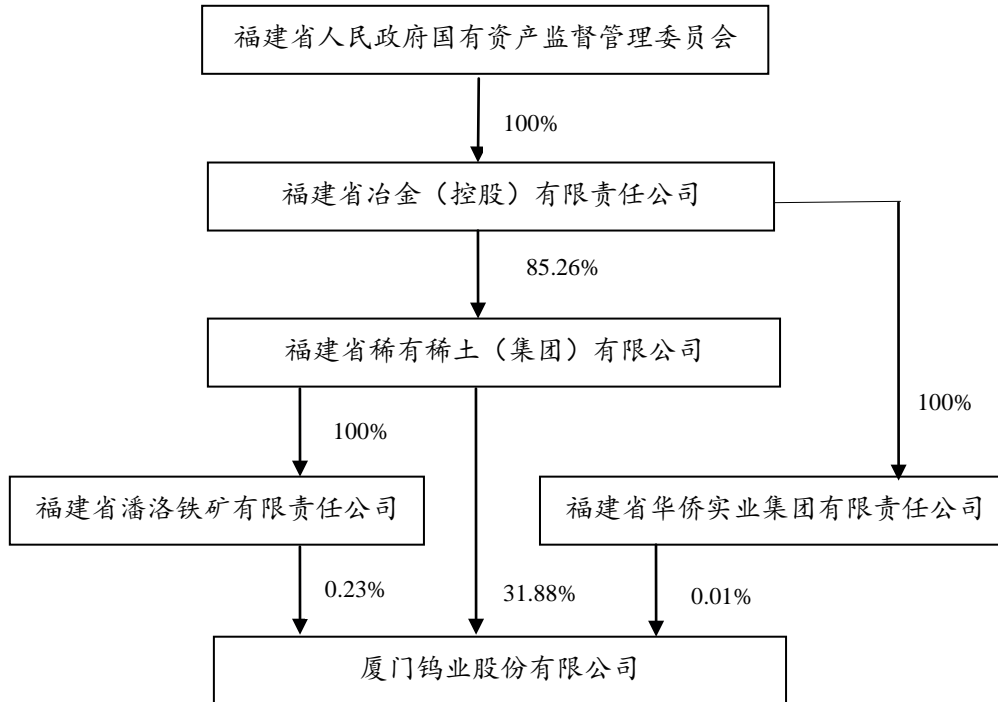 福建省人民政府国有资产监督管理委员会
100%
福建省冶金（控股）有限责任公司
85.26%
福建省稀有稀土（集团）有限公司
100%
100%
福建省潘洛铁矿有限责任公司
福建省华侨实业集团有限责任公司
0.23%
31.88%
0.01%
厦门钨业股份有限公司